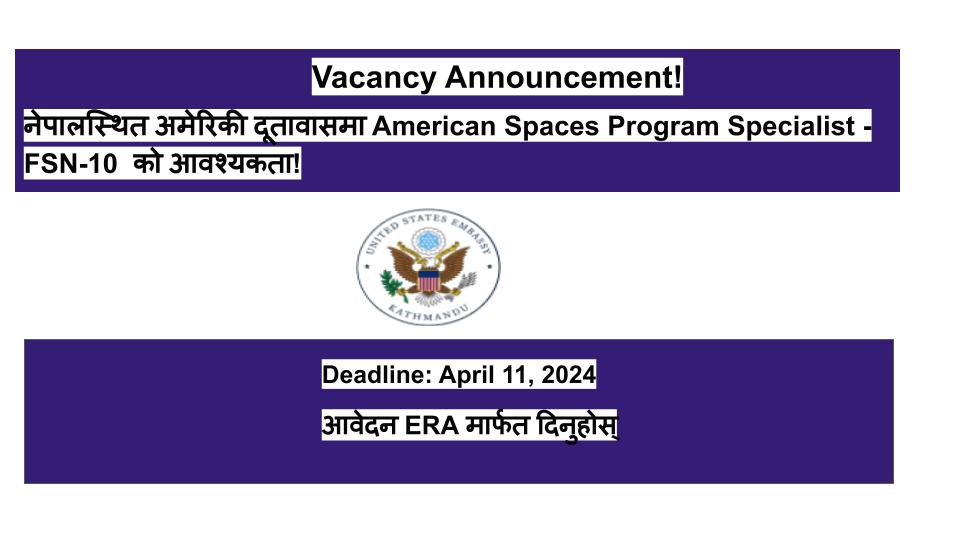 Vacancy Announcement!
नेपालस्थित अमेरिकी दूतावासमा American Spaces Program Specialist -
FSN-10 को आवश्यकता!
UNITED STATES EMBASSY
KATHMANDU
Deadline: April 11, 2024
आवेदन ERA मार्फत दिनुहोस्